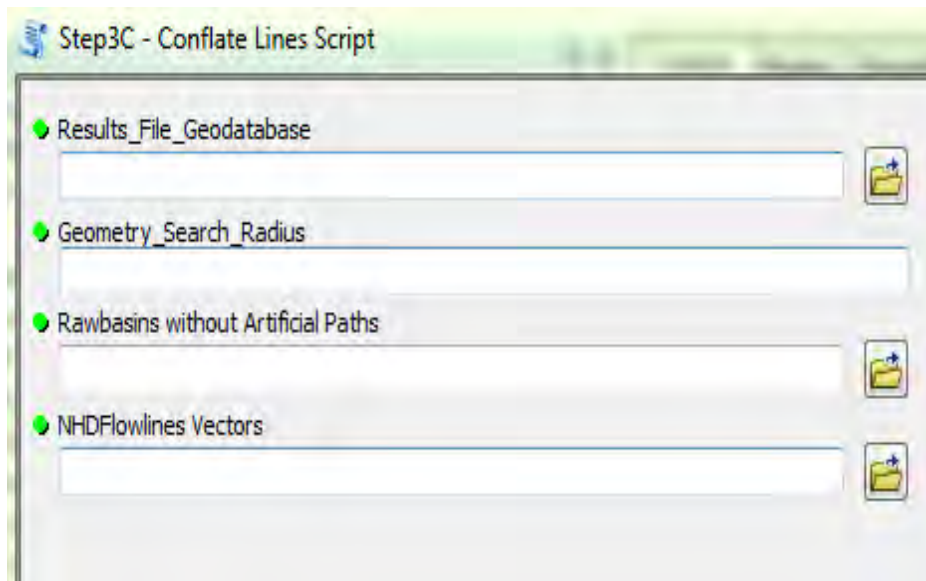 Step3C - Conflate Lines Script
Results_File_Geodatabase
Geometry_Search_Radius
Rawbasins without Artificial Paths
NHDFlowlines Vectors